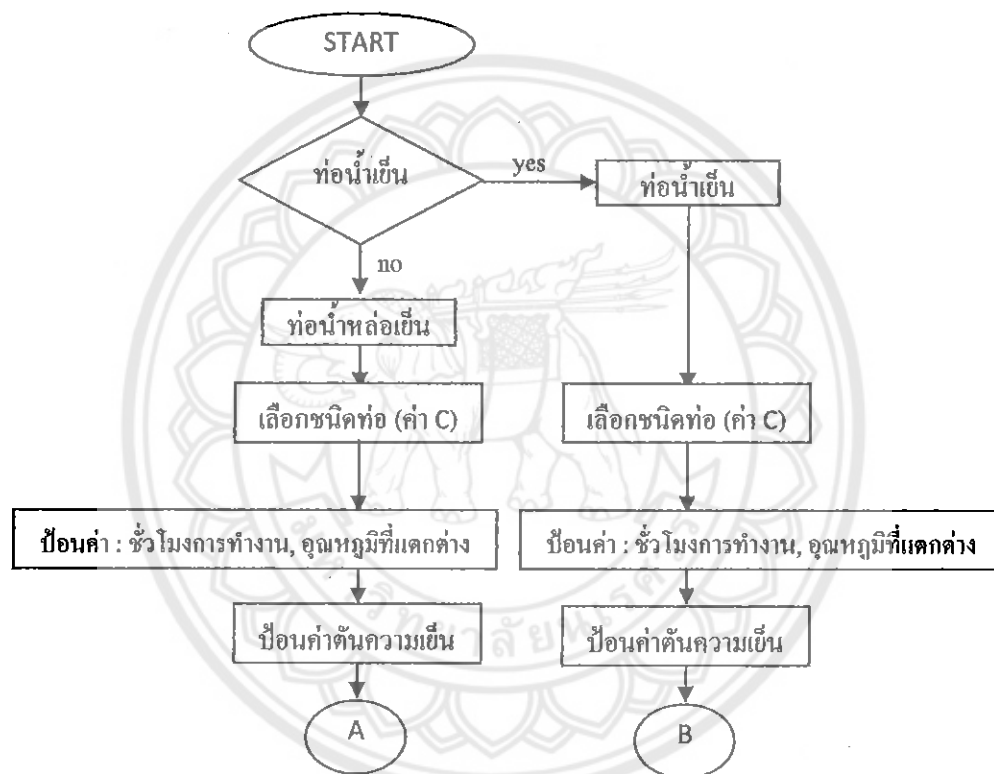 START
ท่อน้ำเย็น
yes
ท่อน้ำเย็น
no
ท่อน้ำหล่อเย็น
เลือกชนิดท่อ (ค่า C)
เลือกชนิดท่อ (ค่า C)
ป้อนค่า : ชั่วโมงการทำงาน, อุณหภูมิที่แตกต่าง
ป้อนค่า : ชั่วโมงการทำงาน, อุณหภูมิที่แตกต่าง
ป้อนค่าตันความเย็น
ป้อนค่าตันความเย็น
A
B